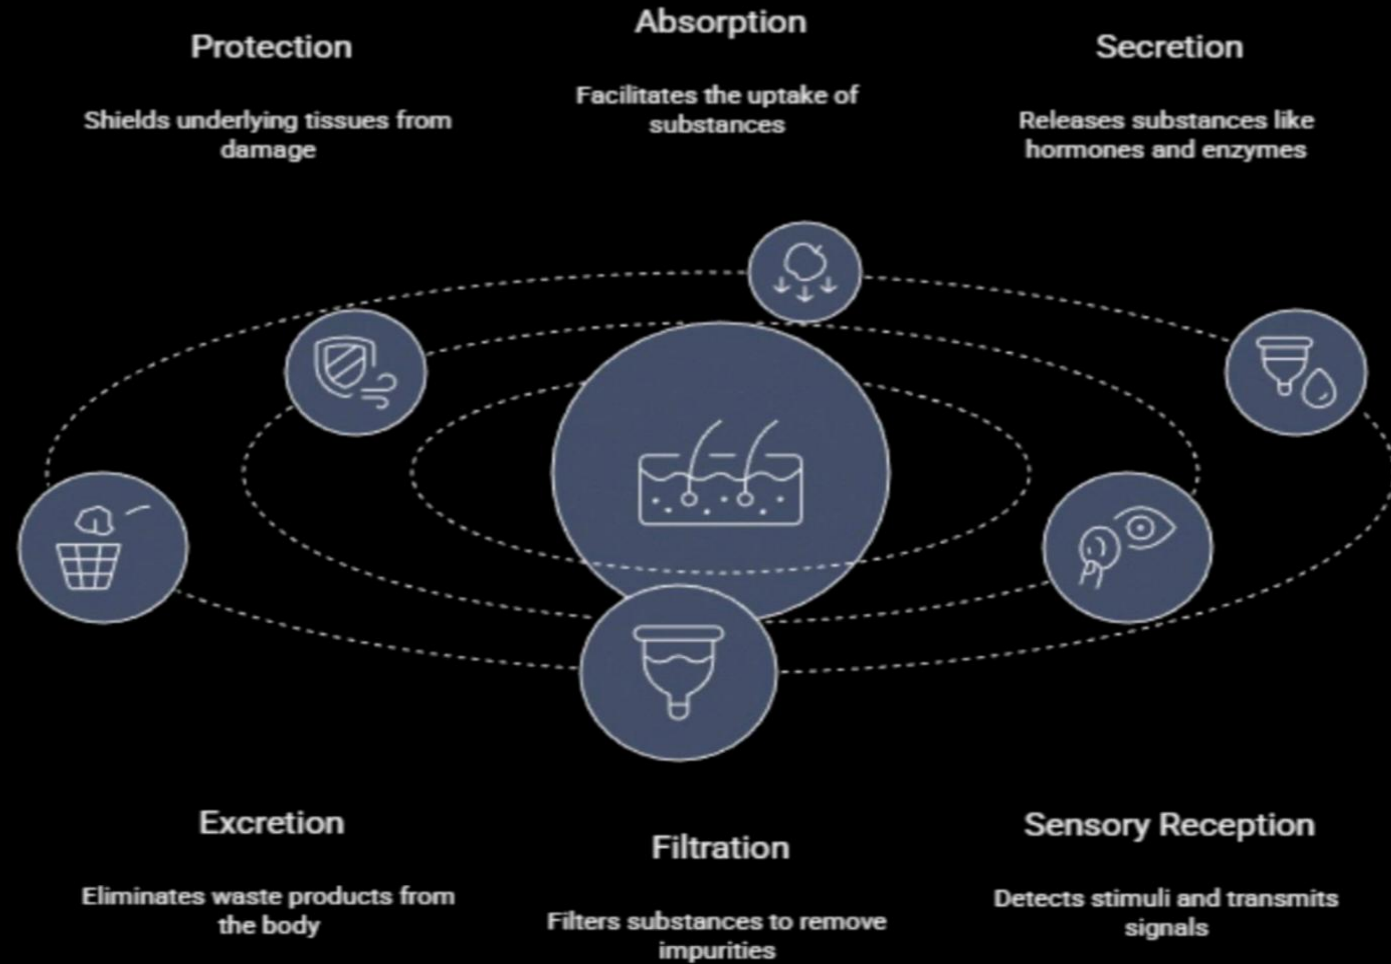 Protection
Shields underlying tissues from
damage
Absorption
Facilitates the uptake of
substances
Secretion
Releases substances like
hormones and enzymes
Excretion
Eliminates waste products from
the body
Filtration
Filters substances to remove
impurities
Sensory Reception
Detects stimuli and transmits
signals